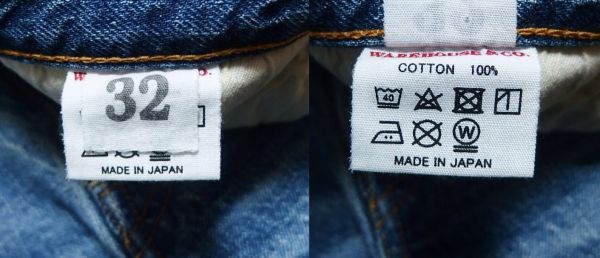 32
MADE IN JAPAN
WAREHOUSE & CO.
COTTON 100%
40
W
MADE IN JAPAN